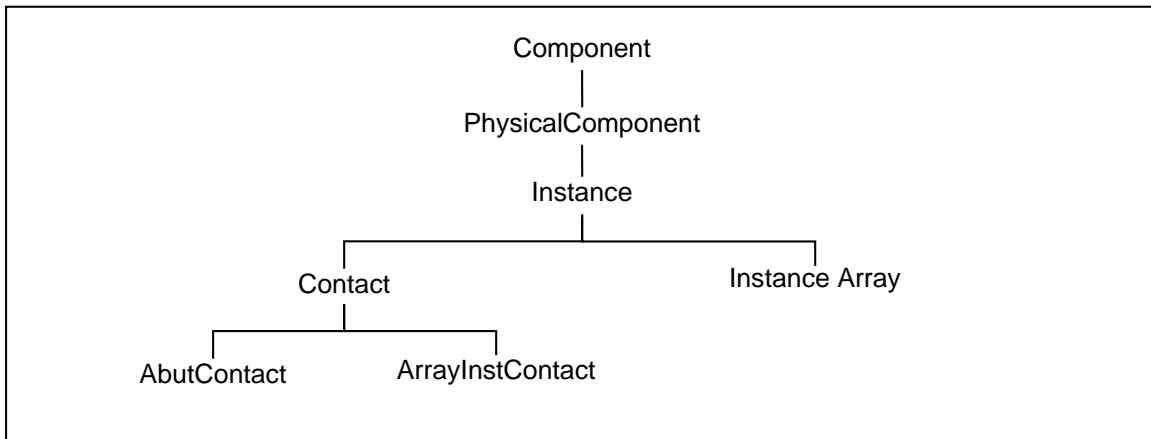 Component
PhysicalComponent
Instance
Contact
Instance Array
AbutContact
ArrayInstContact